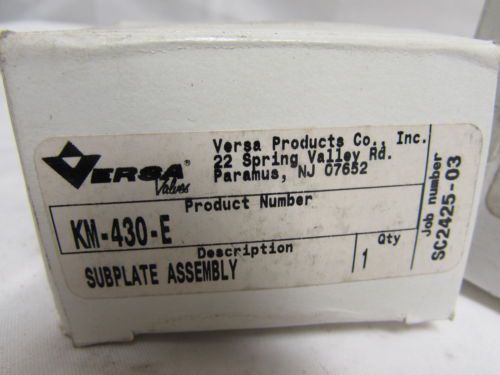 VERSA
Valves
Versa Products Co., Inc.
22 Spring Valley Rd.
Paramus, NJ 07652
Product Number
KM-430-E
Description
SUBPLATE ASSEMBLY
Qty
1
Job number
SC2425-03